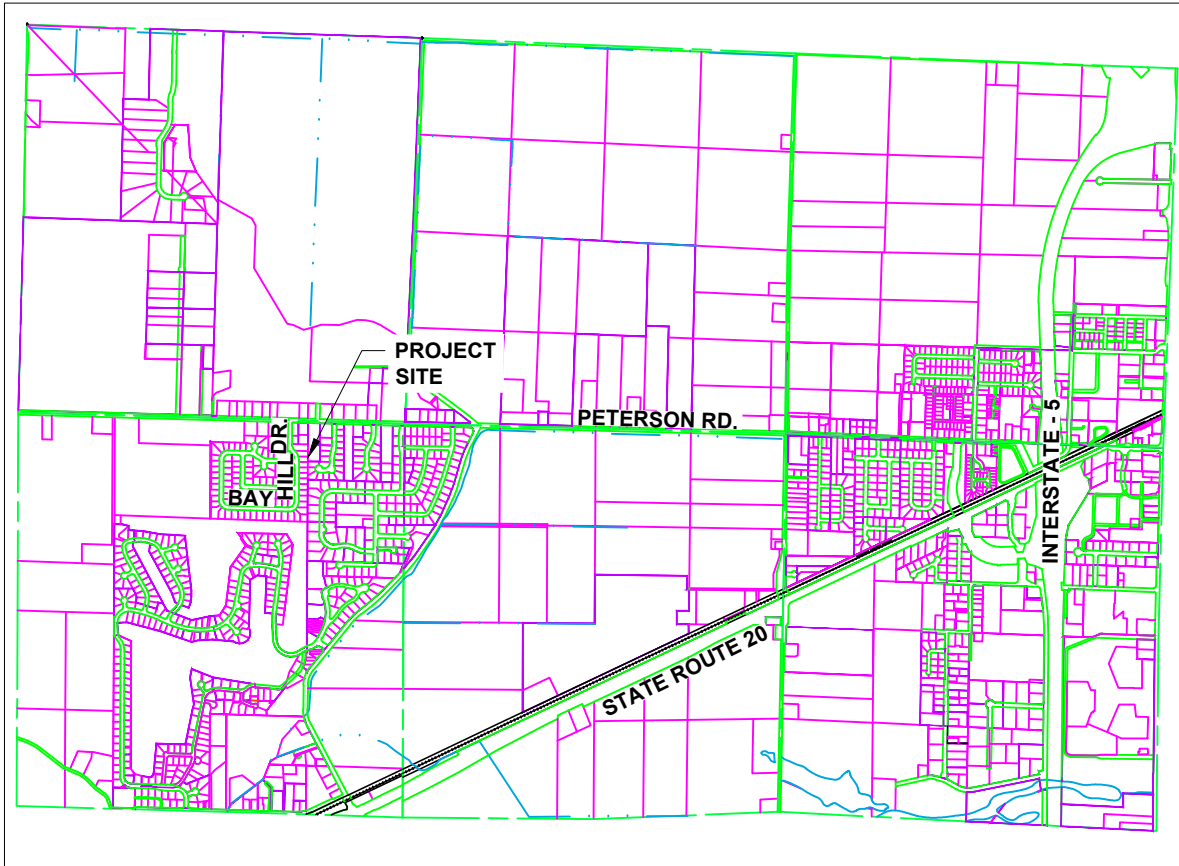 PROJECT
SITE
PETERSON RD.
BAY
HILL DR.
INTERSTATE - 5
STATE ROUTE 20